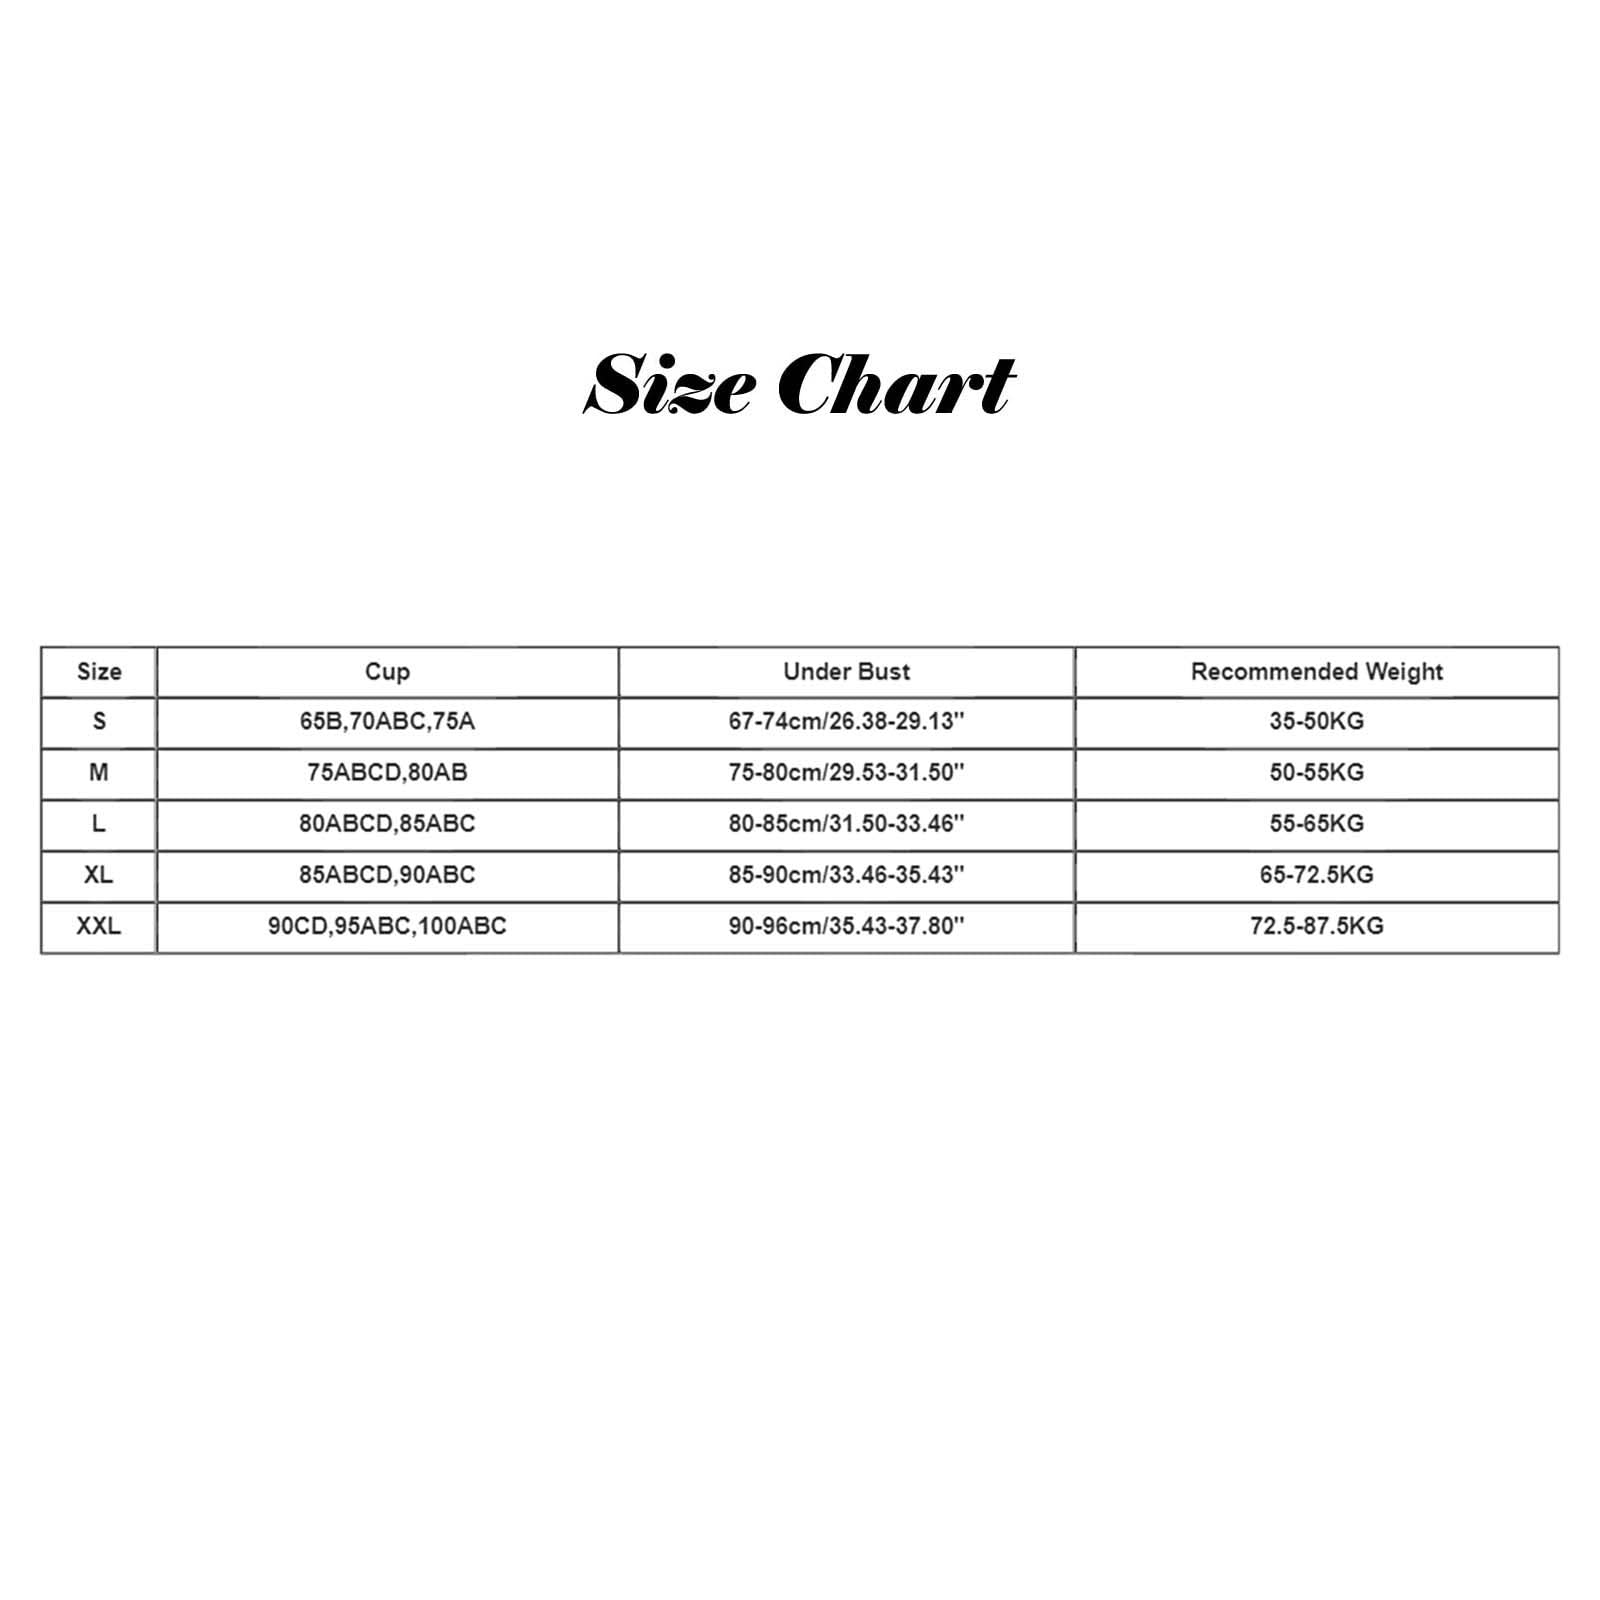 Size Chart
Size Cup Under Bust Recommended Weight
S 65B,70ABC,75A 67-74cm/26.38-29.13" 35-50KG
M 75ABCD,80AB 75-80cm/29.53-31.50" 50-55KG
L 80ABCD,85ABC 80-85cm/31.50-33.46" 55-65KG
XL 85ABCD,90ABC 85-90cm/33.46-35.43" 65-72.5KG
XXL 90CD,95ABC,100ABC 90-96cm/35.43-37.80" 72.5-87.5KG